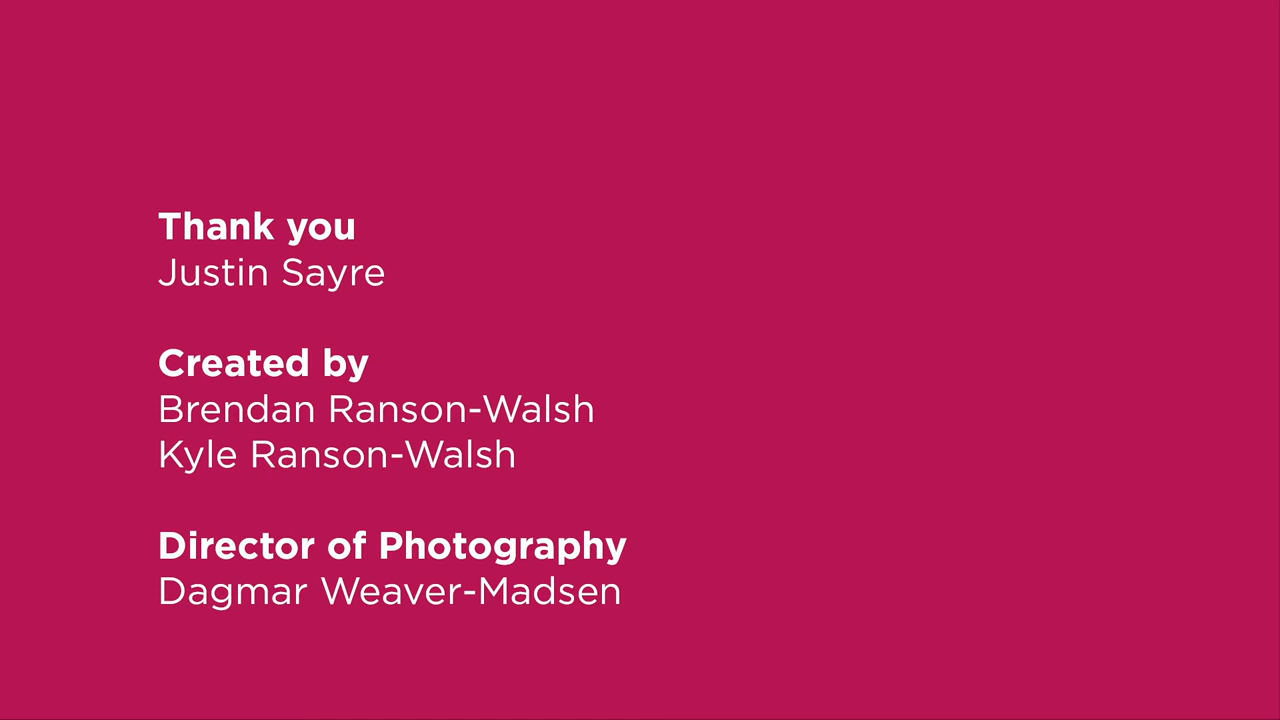 Thank you
Justin Sayre
Created by
Brendan Ranson-Walsh
Kyle Ranson-Walsh
Director of Photography
Dagmar Weaver-Madsen